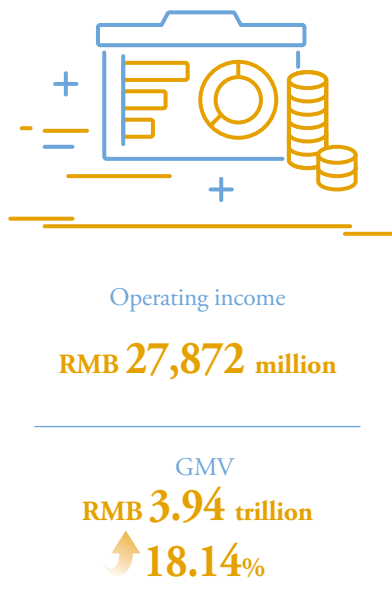 Operating income
RMB 27,872 million
GMV
RMB 3.94 trillion
18.14%